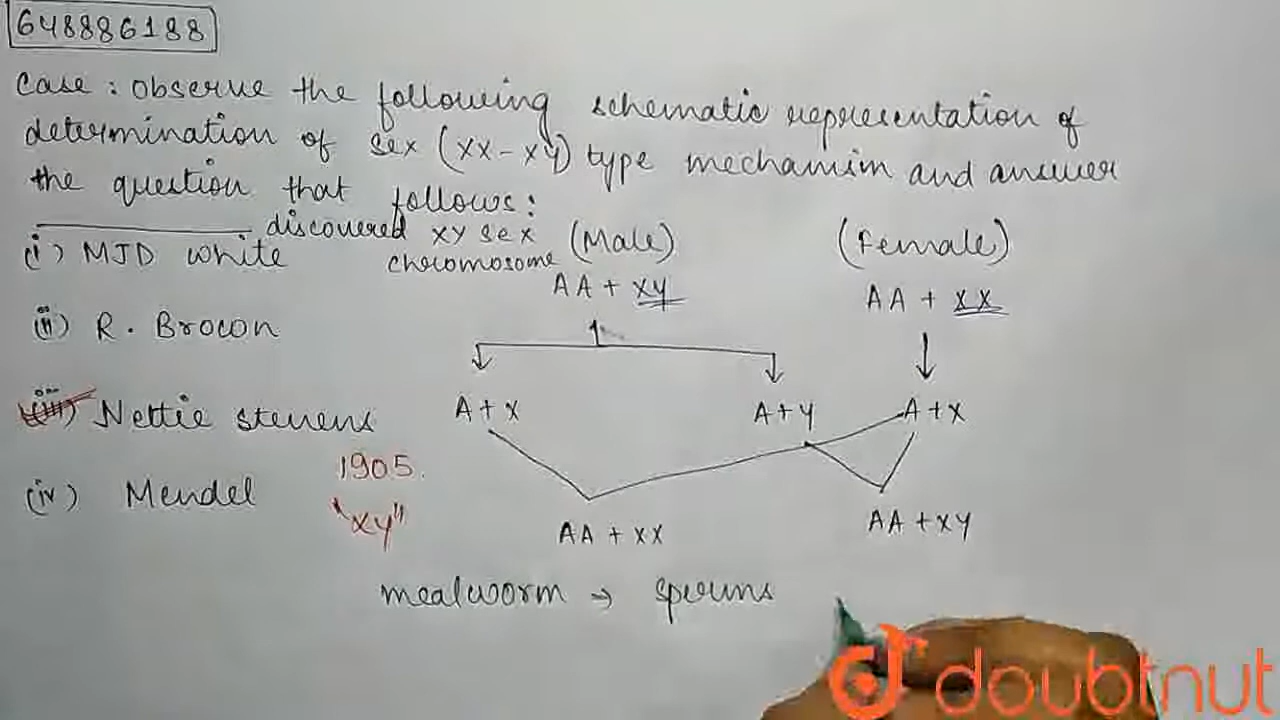 648886188
Case : Observe the following schematic representation of
determination of sex (XX - XY) type mechanism and answer
the question that follows :
__________ discovered XY sex
chromosome
(Male)
(Female)
(i) MJD White
AA + XY
AA + XX
(ii) R. Brocon
(iii) Nettie stevens
A + X
A + Y
A + X
1905.
(iv) Mendel
"XY"
AA + XX
AA + XY
mealworm → sperms
doubtnut